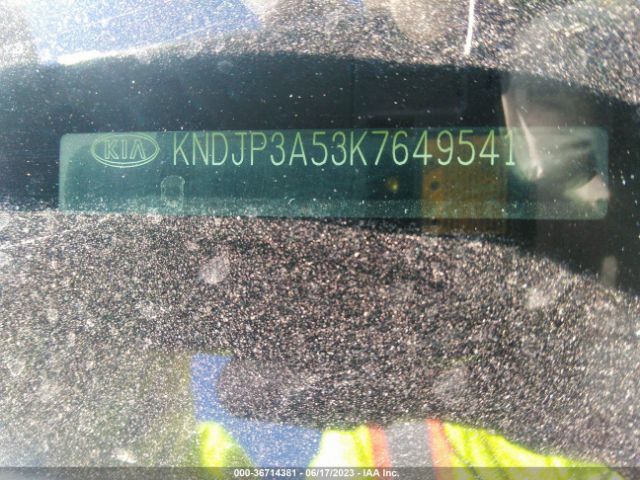 KIA KNDJP3A53K7649541
000-36714381 - 06/17/2023 - IAA Inc.